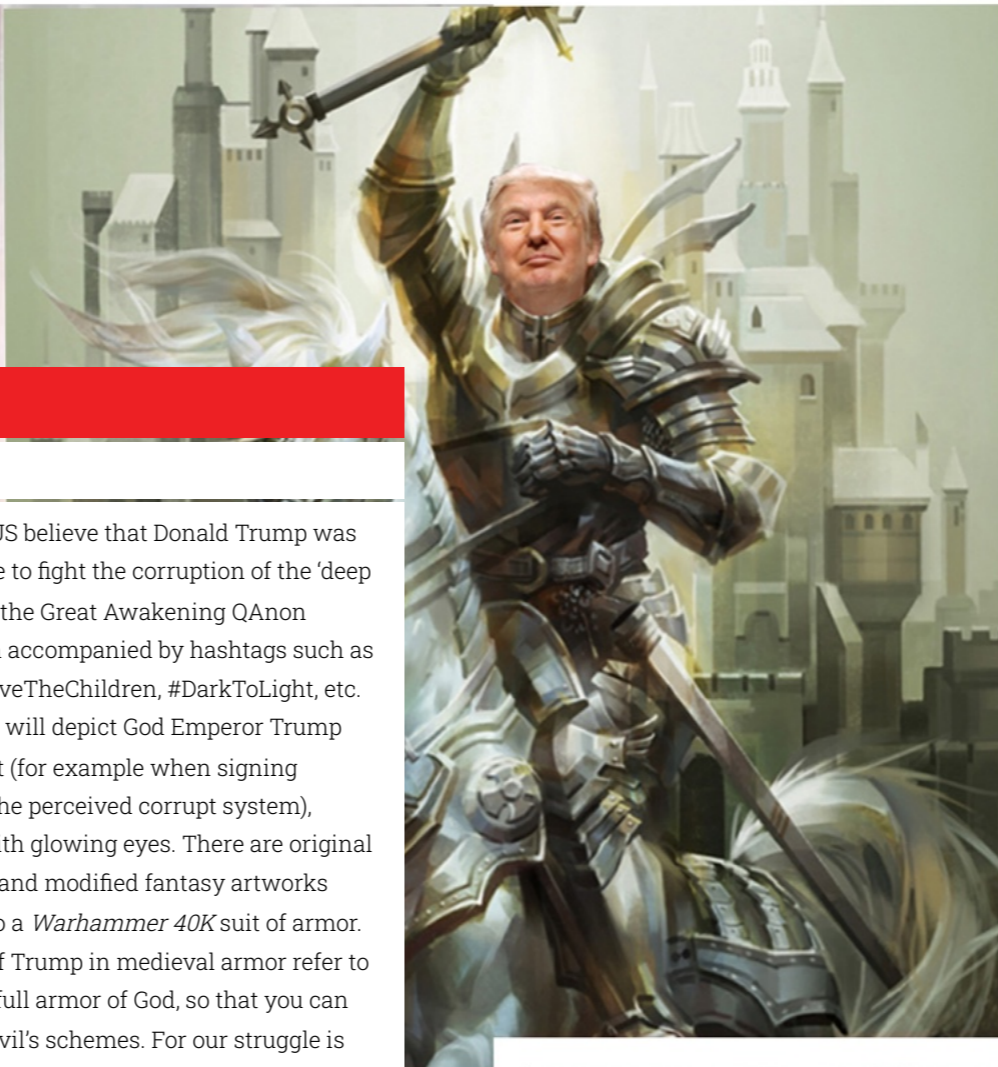 US believe that Donald Trump was
to fight the corruption of the ‘deep
the Great Awakening QAnon
accompanied by hashtags such as
veTheChildren, #DarkToLight, etc.
will depict God Emperor Trump
(for example when signing
he perceived corrupt system),
ith glowing eyes. There are original
and modified fantasy artworks
a Warhammer 40K suit of armor.
f Trump in medieval armor refer to
full armor of God, so that you can
vil’s schemes. For our struggle is